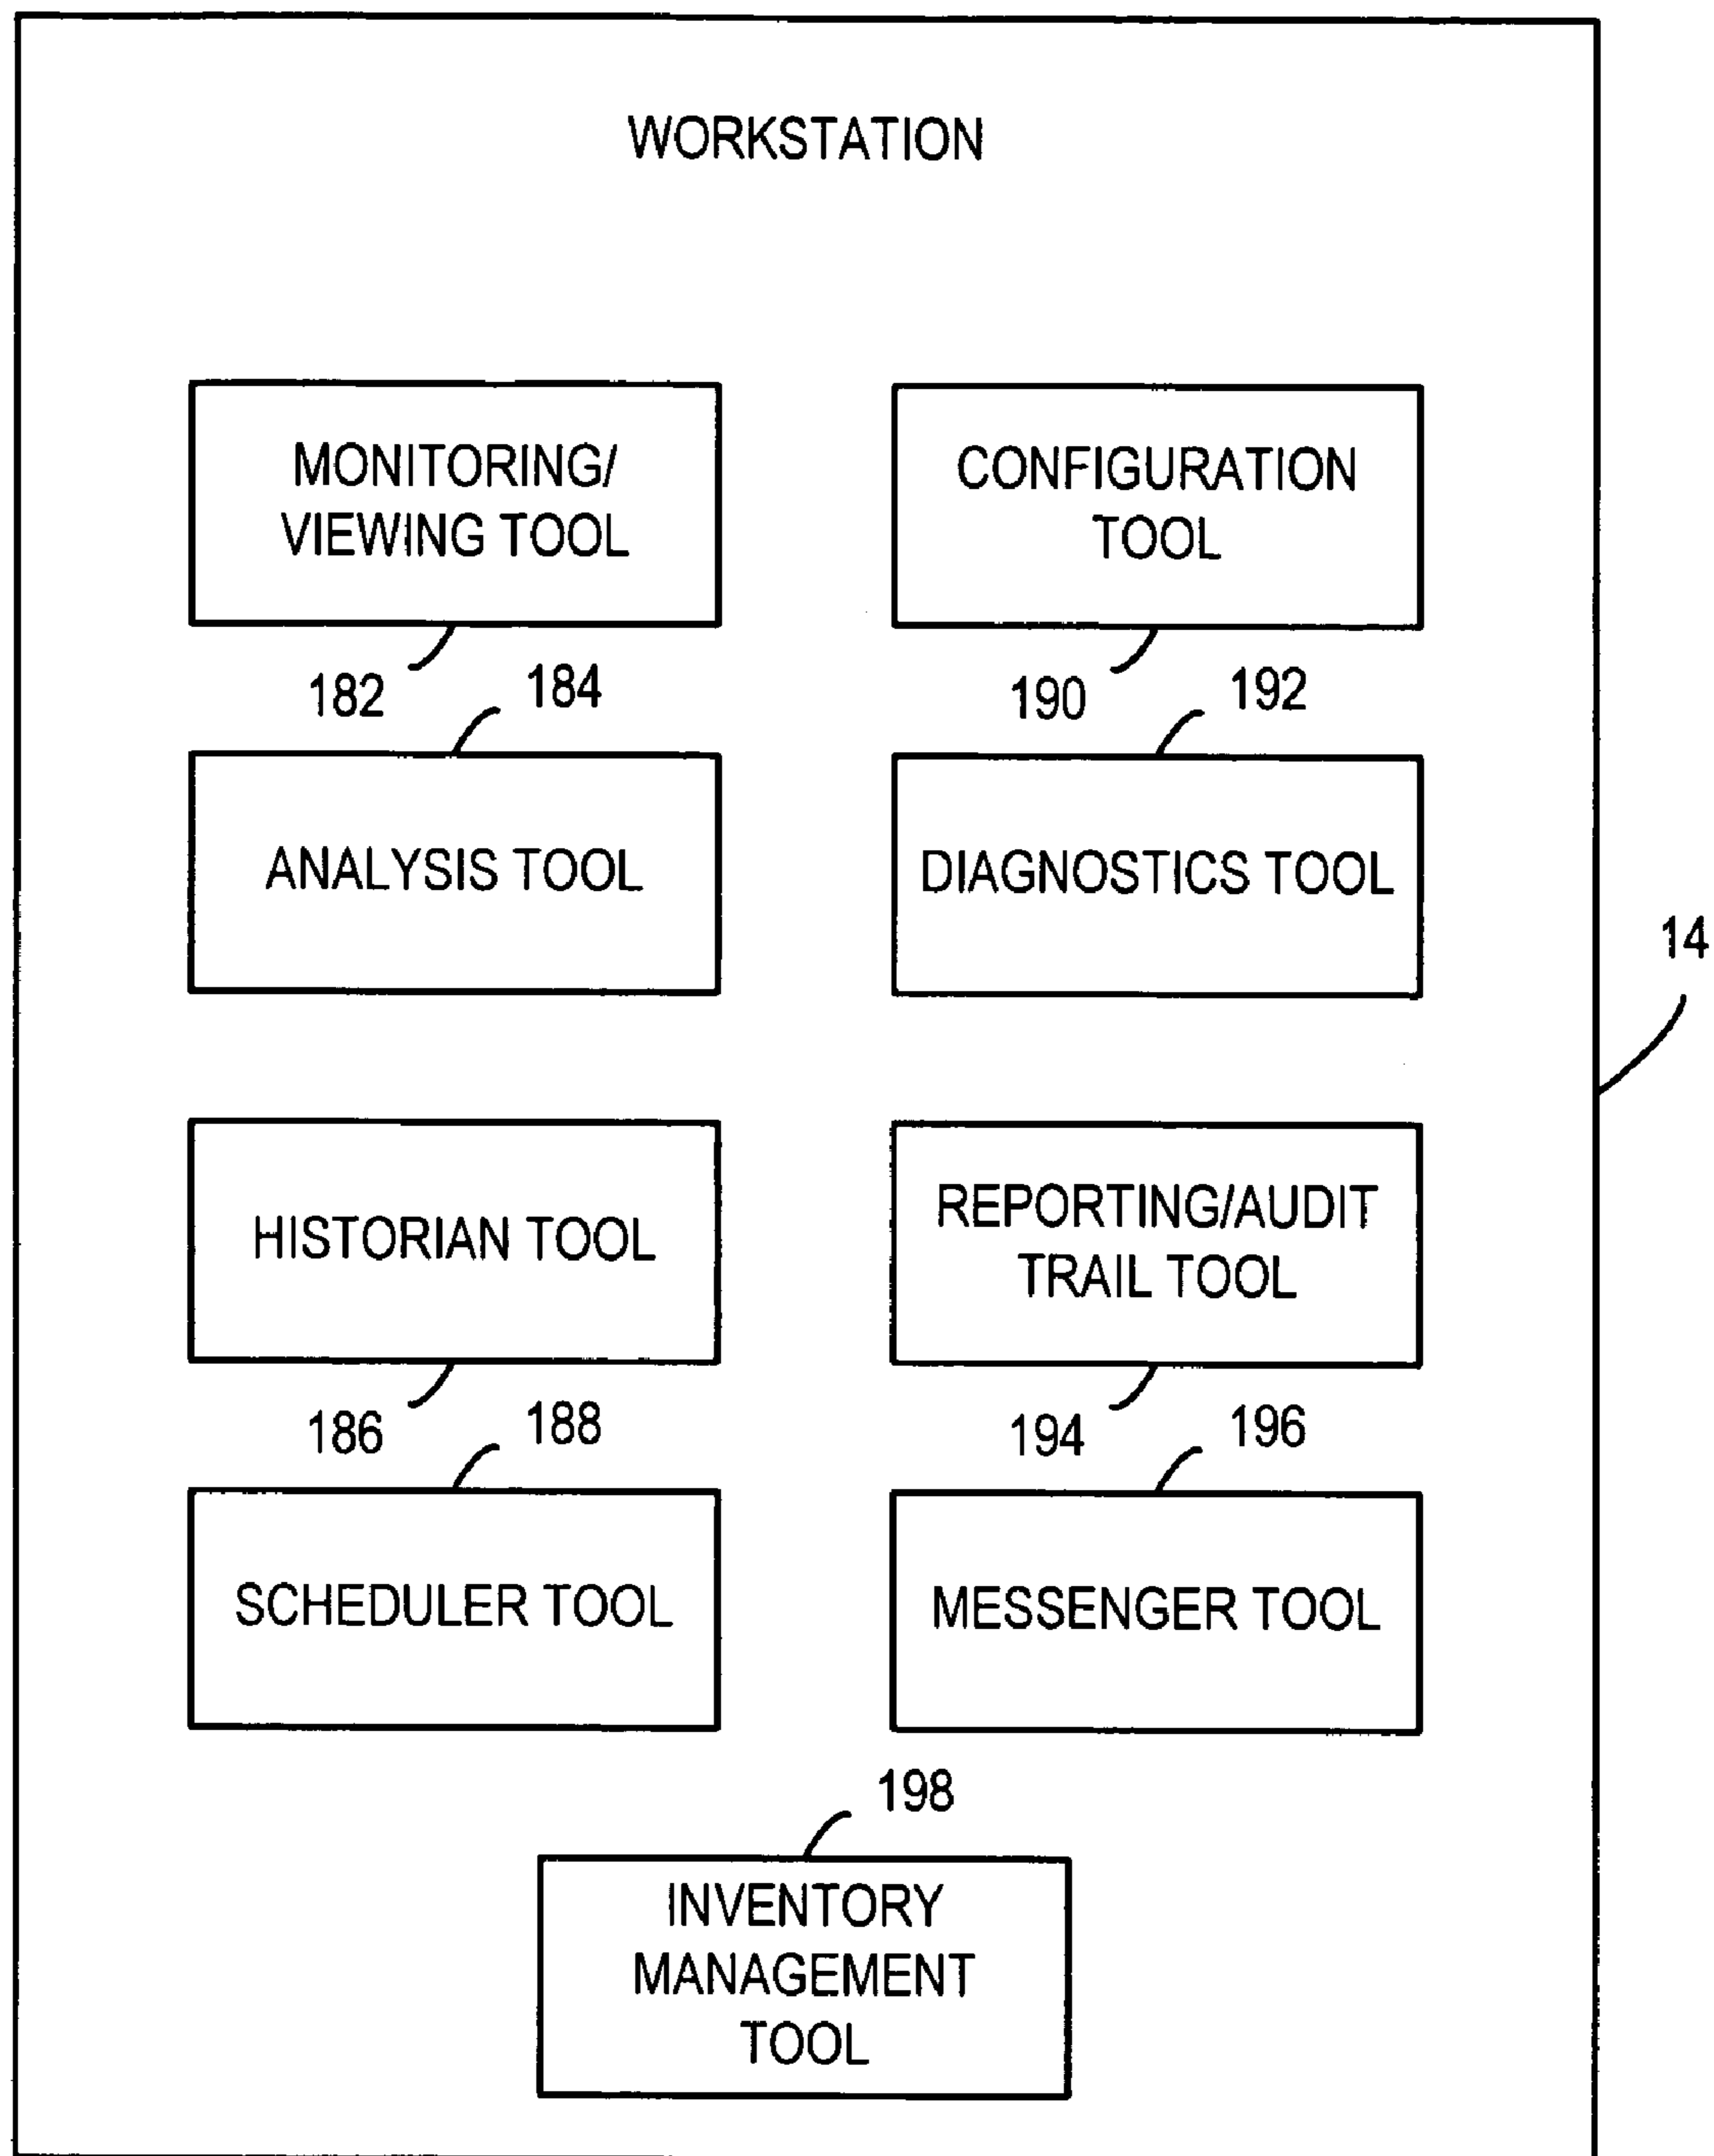 WORKSTATION
MONITORING/
VIEWING TOOL
182
CONFIGURATION
TOOL
190
184
ANALYSIS TOOL
192
DIAGNOSTICS TOOL
14
HISTORIAN TOOL
186
REPORTING/AUDIT
TRAIL TOOL
194
188
SCHEDULER TOOL
196
MESSENGER TOOL
198
INVENTORY
MANAGEMENT
TOOL